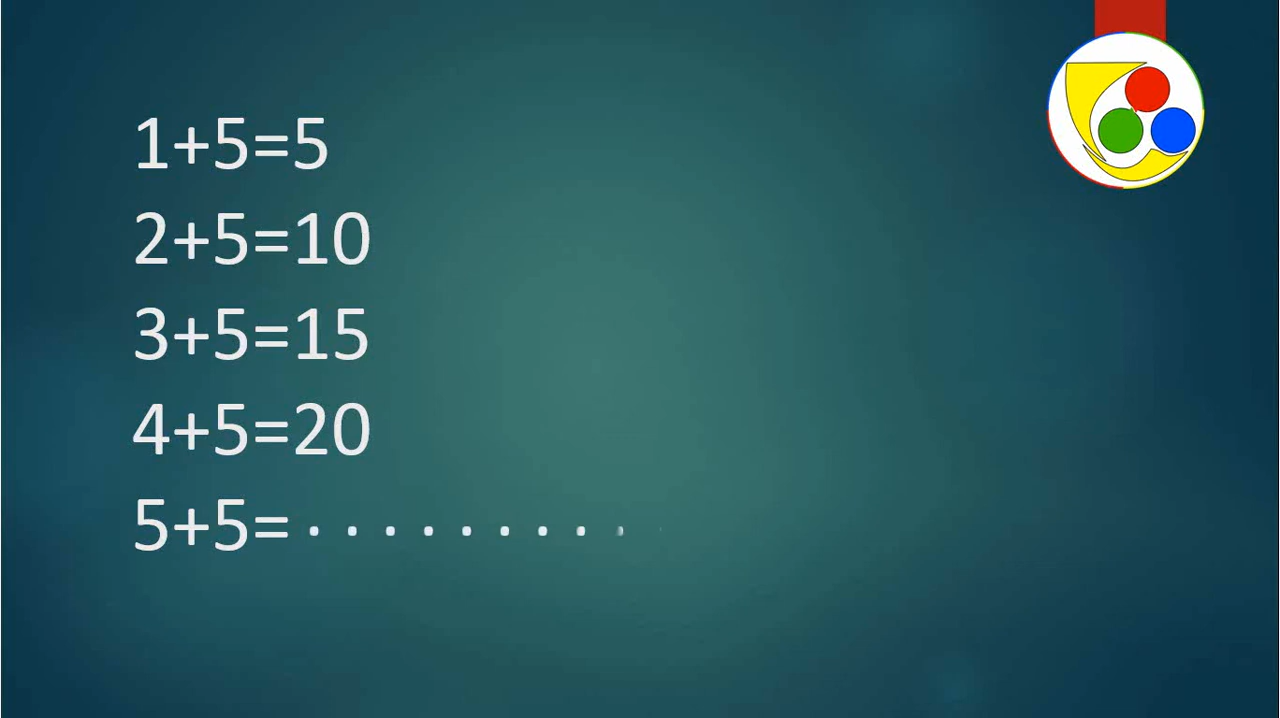 1+5=5
2+5=10
3+5=15
4+5=20
5+5= . . . . . . . . .